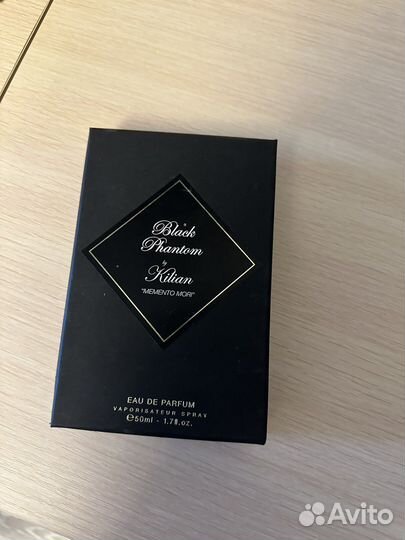 Black
Phantom
by
Kilian
"MEMENTO MORI"
EAU DE PARFUM
VAPORISATEUR SPRAY
℮50ml - 1.7fl.oz.
Avito